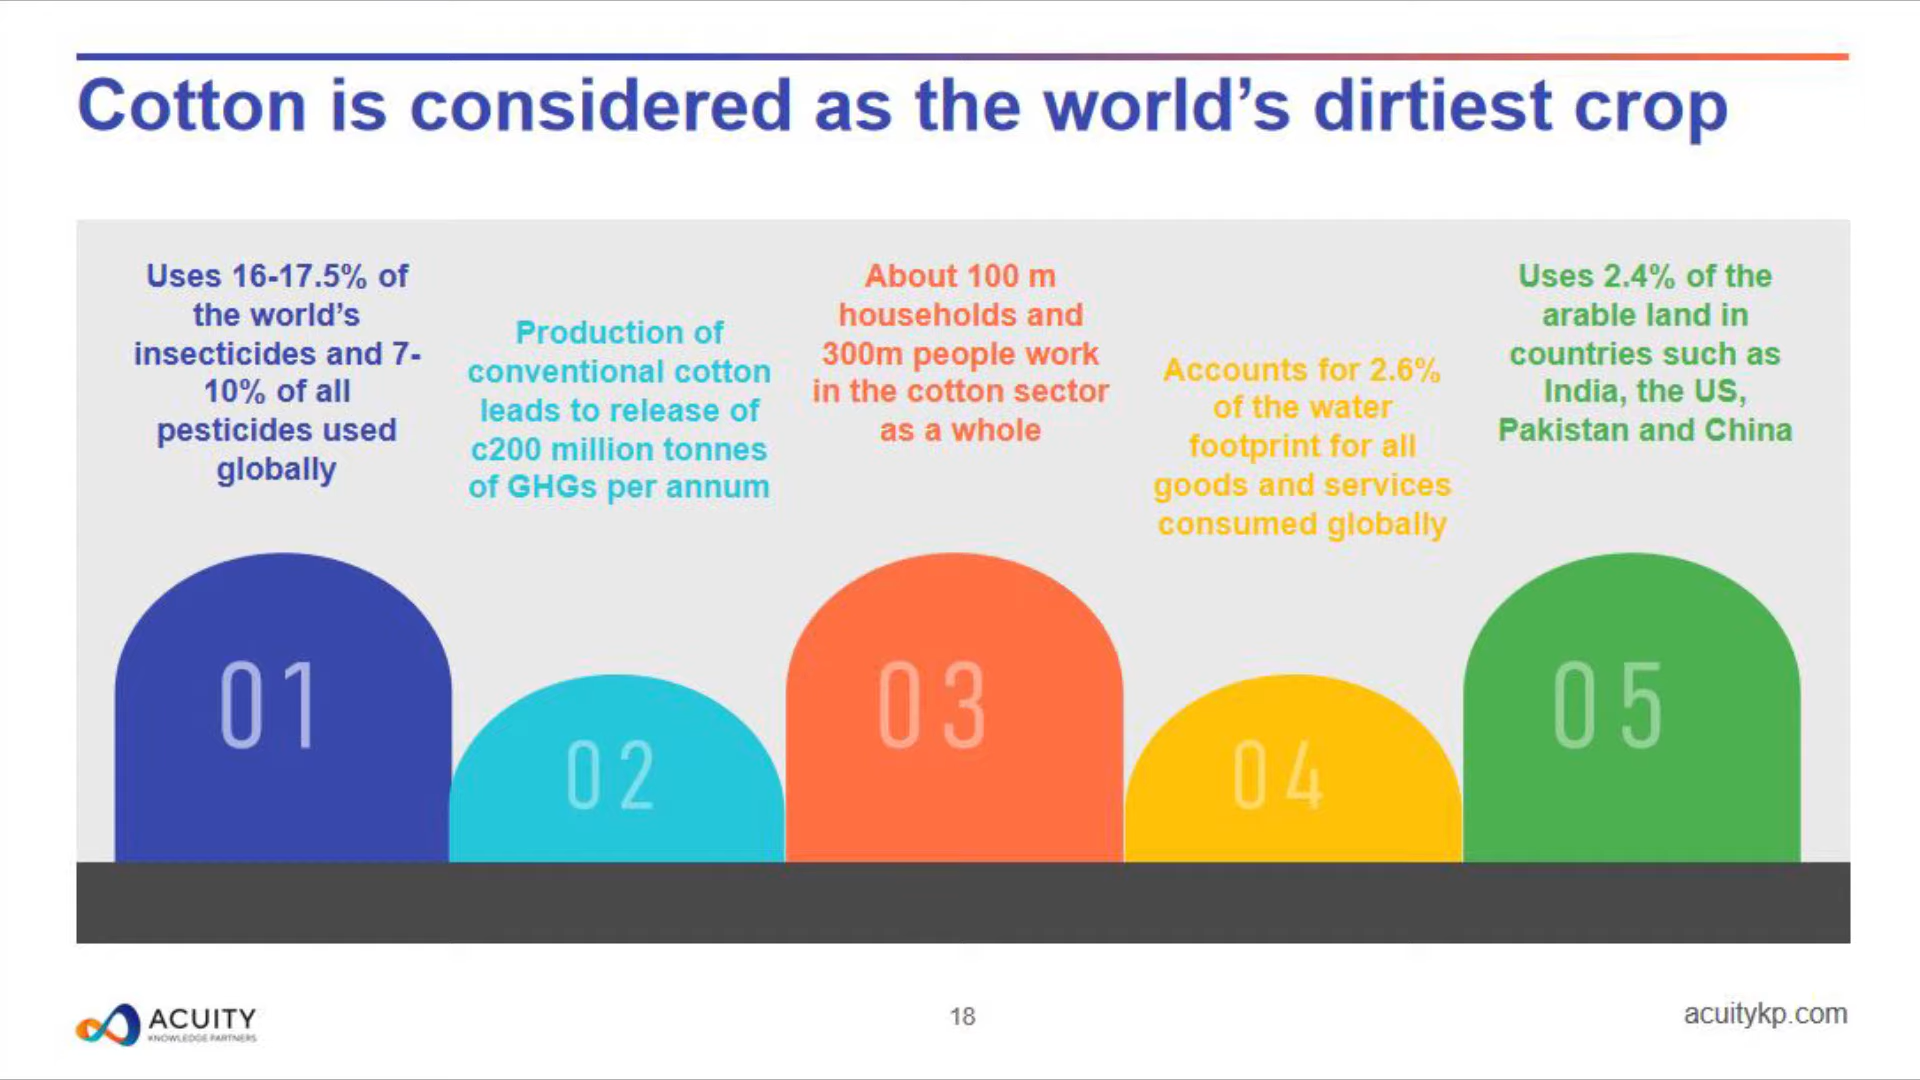 Cotton is considered as the world’s dirtiest crop
Uses 16-17.5% of
the world’s
insecticides and 7-
10% of all
pesticides used
globally
Production of
conventional cotton
leads to release of
c200 million tonnes
of GHGs per annum
About 100 m
households and
300m people work
in the cotton sector
as a whole
Accounts for 2.6%
of the water
footprint for all
goods and services
consumed globally
Uses 2.4% of the
arable land in
countries such as
India, the US,
Pakistan and China
01
02
03
04
05
ACUITY
KNOWLEDGE PARTNERS
18
acuitykp.com